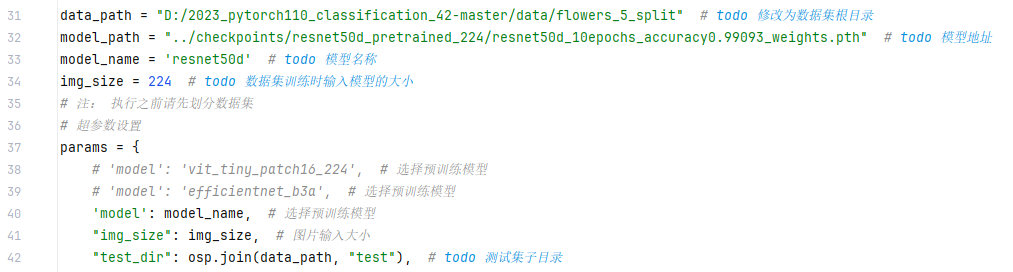 31 data_path = "D:/2023_pytorch110_classification_42-master/data/flowers_5_split"  # todo 修改为数据集根目录
32 model_path = "../checkpoints/resnet50d_pretrained_224/resnet50d_10epochs_accuracy0.99093_weights.pth"  # todo 模型地址
33 model_name = 'resnet50d'  # todo 模型名称
34 img_size = 224  # todo 数据集训练时输入模型的大小
35 # 注： 执行之前请先划分数据集
36 # 超参数设置
37 params = {
38     # 'model': 'vit_tiny_patch16_224',  # 选择预训练模型
39     # 'model': 'efficientnet_b3a',  # 选择预训练模型
40     'model': model_name,  # 选择预训练模型
41     "img_size": img_size,  # 图片输入大小
42     "test_dir": osp.join(data_path, "test"),  # todo 测试集子目录